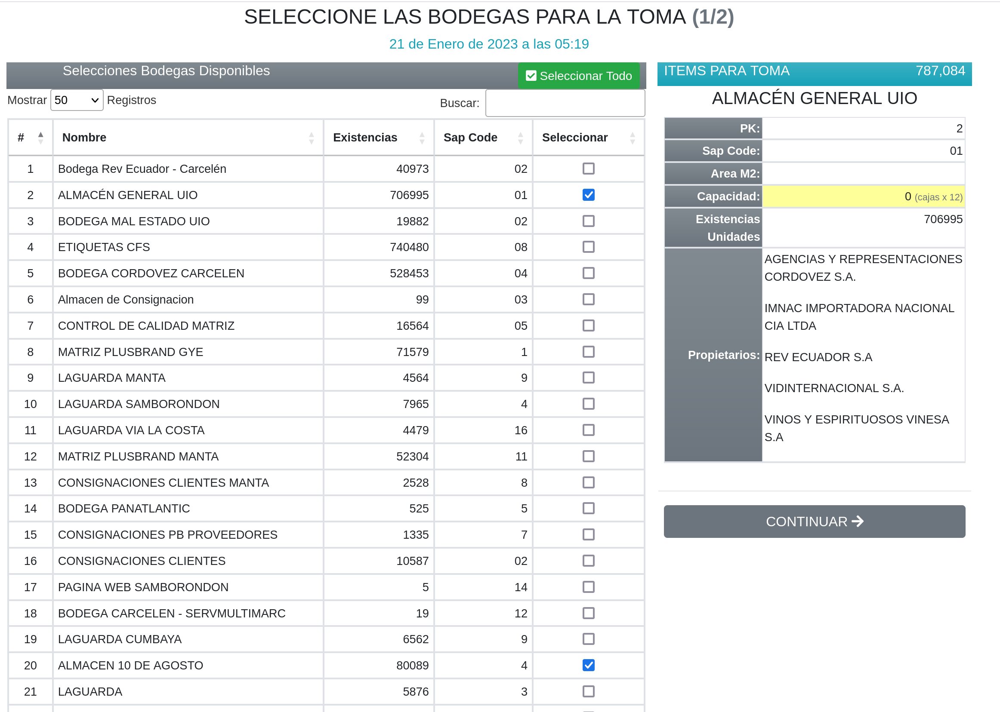 SELECCIONE LAS BODEGAS PARA LA TOMA (1/2)
21 de Enero de 2023 a las 05:19
Selecciones Bodegas Disponibles Seleccionar Todo
Mostrar 50 Registros Buscar:
# Nombre Existencias Sap Code Seleccionar
1 Bodega Rev Ecuador - Carcelén 40973 02
2 ALMACÉN GENERAL UIO 706995 01
3 BODEGA MAL ESTADO UIO 19882 02
4 ETIQUETAS CFS 740480 08
5 BODEGA CORDOVEZ CARCELEN 528453 04
6 Almacen de Consignacion 99 03
7 CONTROL DE CALIDAD MATRIZ 16564 05
8 MATRIZ PLUSBRAND GYE 71579 1
9 LAGUARDA MANTA 4564 9
10 LAGUARDA SAMBORONDON 7965 4
11 LAGUARDA VIA LA COSTA 4479 16
12 MATRIZ PLUSBRAND MANTA 52304 11
13 CONSIGNACIONES CLIENTES MANTA 2528 8
14 BODEGA PANATLANTIC 525 5
15 CONSIGNACIONES PB PROVEEDORES 1335 7
16 CONSIGNACIONES CLIENTES 10587 02
17 PAGINA WEB SAMBORONDON 5 14
18 BODEGA CARCELEN - SERVMULTIMARC 19 12
19 LAGUARDA CUMBAYA 6562 9
20 ALMACEN 10 DE AGOSTO 80089 4
21 LAGUARDA 5876 3
ITEMS PARA TOMA 787,084
ALMACÉN GENERAL UIO
PK: 2
Sap Code: 01
Area M2:
Capacidad: 0 (cajas x 12)
Existencias 706995
Unidades
Propietarios:
AGENCIAS Y REPRESENTACIONES
CORDOVEZ S.A.
IMNAC IMPORTADORA NACIONAL
CIA LTDA
REV ECUADOR S.A
VIDINTERNACIONAL S.A.
VINOS Y ESPIRITUOSOS VINESA
S.A
CONTINUAR